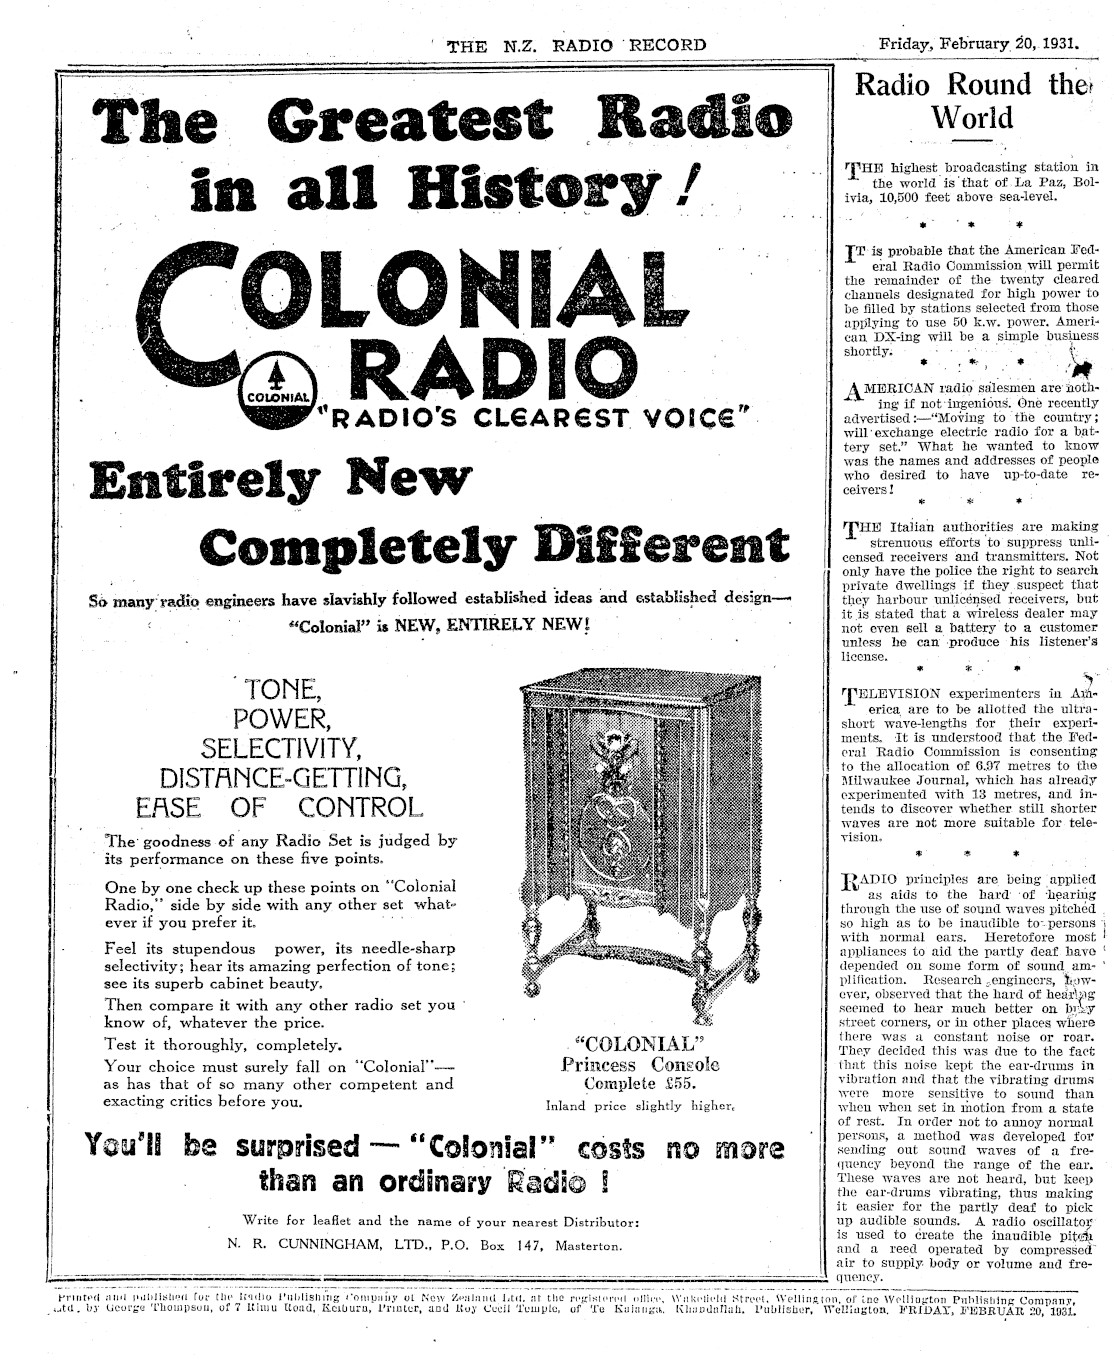 THE N.Z. RADIO RECORD
Friday, February 20, 1931.
The Greatest Radio
in all History!
COLONIAL
RADIO
COLONIAL
"RADIO'S CLEAREST VOICE"
Entirely New
Completely Different
So many radio engineers have slavishly followed established ideas and established design—
"Colonial" is NEW, ENTIRELY NEW!
TONE,
POWER,
SELECTIVITY,
DISTANCE-GETTING,
EASE OF CONTROL
The goodness of any Radio Set is judged by
its performance on these five points.
One by one check up these points on "Colonial
Radio," side by side with any other set what-
ever if you prefer it.
Feel its stupendous power, its needle-sharp
selectivity; hear its amazing perfection of tone;
see its superb cabinet beauty.
Then compare it with any other radio set you
know of, whatever the price.
Test it thoroughly, completely.
Your choice must surely fall on "Colonial"—
as has that of so many other competent and
exacting critics before you.
"COLONIAL"
Princess Console
Complete £55.
Inland price slightly higher.
You'll be surprised — "Colonial" costs no more
than an ordinary Radio !
Write for leaflet and the name of your nearest Distributor:
N. R. CUNNINGHAM, LTD., P.O. Box 147, Masterton.
Radio Round the
World
THE highest broadcasting station in
the world is that of La Paz, Bol-
ivia, 10,500 feet above sea-level.
* * *
IT is probable that the American Fed-
eral Radio Commission will permit
the remainder of the twenty cleared
channels designated for high power to
be filled by stations selected from those
applying to use 50 k.w. power. Ameri-
can DX-ing will be a simple business
shortly.
* * *
AMERICAN radio salesmen are noth-
ing if not ingenious. One recently
advertised:—"Moving to the country;
will exchange electric radio for a bat-
tery set." What he wanted to know
was the names and addresses of people
who desired to have up-to-date re-
ceivers!
* * *
THE Italian authorities are making
strenuous efforts to suppress unli-
censed receivers and transmitters. Not
only have the police the right to search
private dwellings if they suspect that
they harbour unlicensed receivers, but
it is stated that a wireless dealer may
not even sell a battery to a customer
unless he can produce his listener's
license.
* * *
TELEVISION experimenters in Am-
erica are to be allotted the ultra-
short wave-lengths for their experi-
ments. It is understood that the Fed-
eral Radio Commission is consenting
to the allocation of 6.97 metres to the
Milwaukee Journal, which has already
experimented with 13 metres, and in-
tends to discover whether still shorter
waves are not more suitable for tele-
vision.
* * *
RADIO principles are being applied
as aids to the hard of hearing
through the use of sound waves pitched
so high as to be inaudible to persons
with normal ears. Heretofore most
appliances to aid the partly deaf have
depended on some form of sound am-
plification. Research engineers, how-
ever, observed that the hard of hearing
seemed to hear much better on busy
street corners, or in other places where
there was a constant noise or roar.
They decided this was due to the fact
that this noise kept the ear-drums in
vibration and that the vibrating drums
were more sensitive to sound than
when when set in motion from a state
of rest. In order not to annoy normal
persons, a method was developed for
sending out sound waves of a fre-
quency beyond the range of the ear.
These waves are not heard, but keep
the ear-drums vibrating, thus making
it easier for the partly deaf to pick
up audible sounds. A radio oscillator
is used to create the inaudible pitch
and a reed operated by compressed
air to supply body or volume and fre-
quency.
Printed and published for the Radio Publishing Company of New Zealand Ltd. at the registered office, Wakefield Street, Wellington, of the Wellington Publishing Company,
Ltd., by George Thompson, of 7 Rimu Road, Kelburn, Printer, and Roy Cecil Temple, of Te Kainga, Khandallah, Publisher, Wellington, FRIDAY, FEBRUAR 20, 1931.